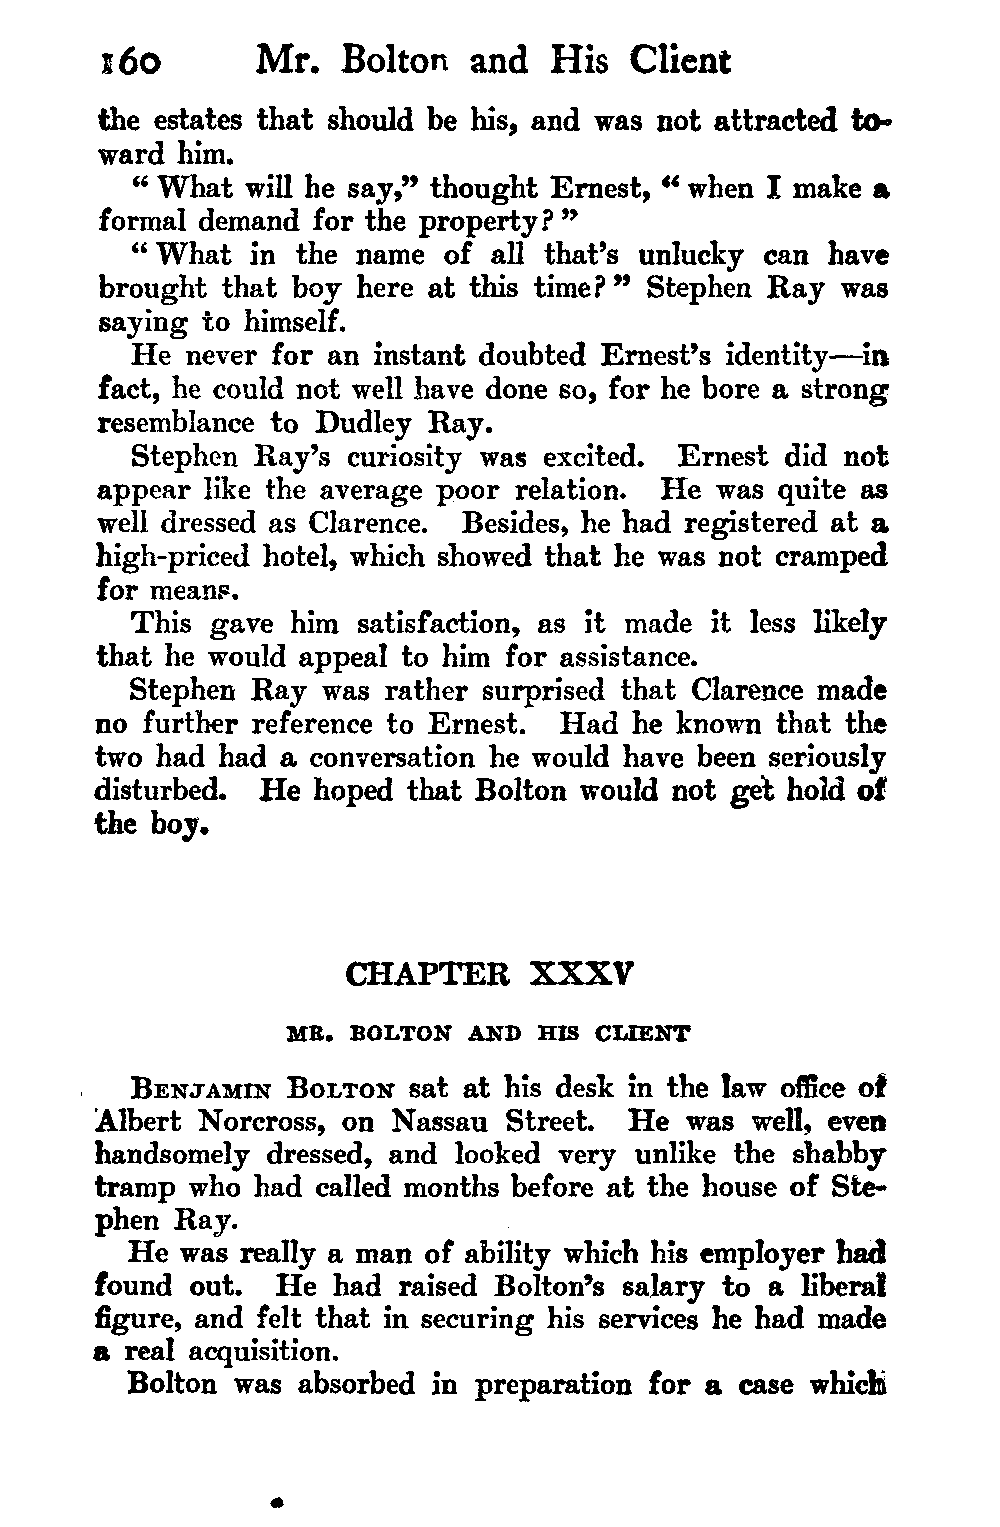 160 Mr. Bolton and His Client
the estates that should be his, and was not attracted to-
ward him.
“ What will he say,” thought Ernest, “ when I make a
formal demand for the property? ”
“ What in the name of all that’s unlucky can have
brought that boy here at this time? ” Stephen Ray was
saying to himself.
He never for an instant doubted Ernest’s identity—in
fact, he could not well have done so, for he bore a strong
resemblance to Dudley Ray.
Stephen Ray’s curiosity was excited. Ernest did not
appear like the average poor relation. He was quite as
well dressed as Clarence. Besides, he had registered at a
high-priced hotel, which showed that he was not cramped
for means.
This gave him satisfaction, as it made it less likely
that he would appeal to him for assistance.
Stephen Ray was rather surprised that Clarence made
no further reference to Ernest. Had he known that the
two had had a conversation he would have been seriously
disturbed. He hoped that Bolton would not get hold of
the boy.
CHAPTER XXXV
MR. BOLTON AND HIS CLIENT
BENJAMIN BOLTON sat at his desk in the law office of
Albert Norcross, on Nassau Street. He was well, even
handsomely dressed, and looked very unlike the shabby
tramp who had called months before at the house of Ste-
phen Ray.
He was really a man of ability which his employer had
found out. He had raised Bolton’s salary to a liberal
figure, and felt that in securing his services he had made
a real acquisition.
Bolton was absorbed in preparation for a case which